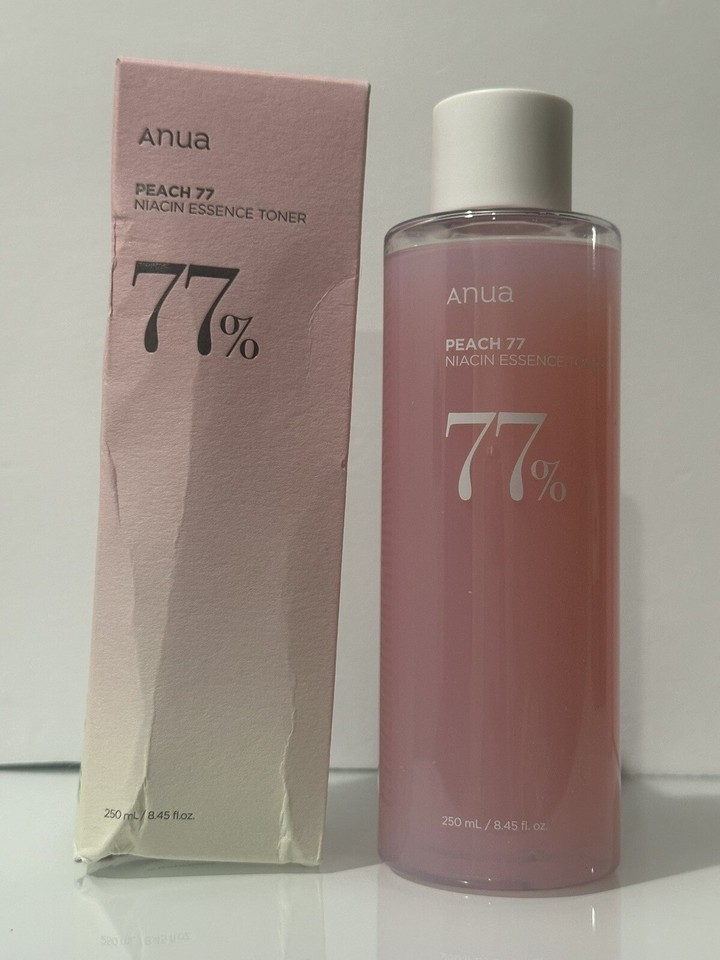 Anua
PEACH 77
NIACIN ESSENCE TONER
77%
250 mL / 8.45 fl.oz.
Anua
PEACH 77
NIACIN ESSENCE
77%
250 mL / 8.45 fl. oz.